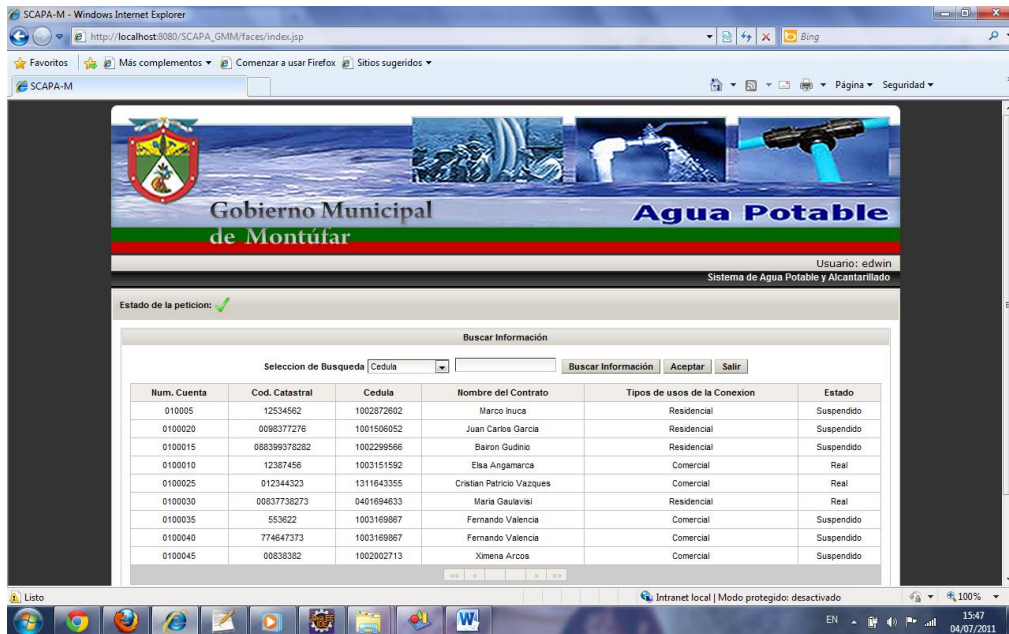 SCAPA-M - Windows Internet Explorer
http://localhost:8080/SCAPA_GMM/faces/index.jsp
Bing
Favoritos Más complementos Comenzar a usar Firefox Sitios sugeridos
SCAPA-M
Página Seguridad
Gobierno Municipal
de Montúfar
Agua Potable
Usuario: edwin
Sistema de Agua Potable y Alcantarillado
Estado de la peticion:
Buscar Información
Seleccion de Busqueda Cedula Buscar Información Aceptar Salir
Num. Cuenta Cod. Catastral Cedula Nombre del Contrato Tipos de usos de la Conexion Estado
010005 12534562 1002872602 Marco Inuca Residencial Suspendido
0100020 0098377276 1001506052 Juan Carlos Garcia Residencial Suspendido
0100015 088399378282 1002299566 Bairon Gudinio Residencial Suspendido
0100010 12387456 1003151592 Elsa Angamarca Comercial Real
0100025 012344323 1311643355 Cristian Patricio Vazques Comercial Real
0100030 00837738273 0401694633 Maria Gaulavisi Residencial Real
0100035 553622 1003169867 Fernando Valencia Comercial Suspendido
0100040 774647373 1003169867 Fernando Valencia Comercial Suspendido
0100045 00838382 1002002713 Ximena Arcos Comercial Suspendido
Listo
Intranet local | Modo protegido: desactivado
100%
EN
15:47
04/07/2011